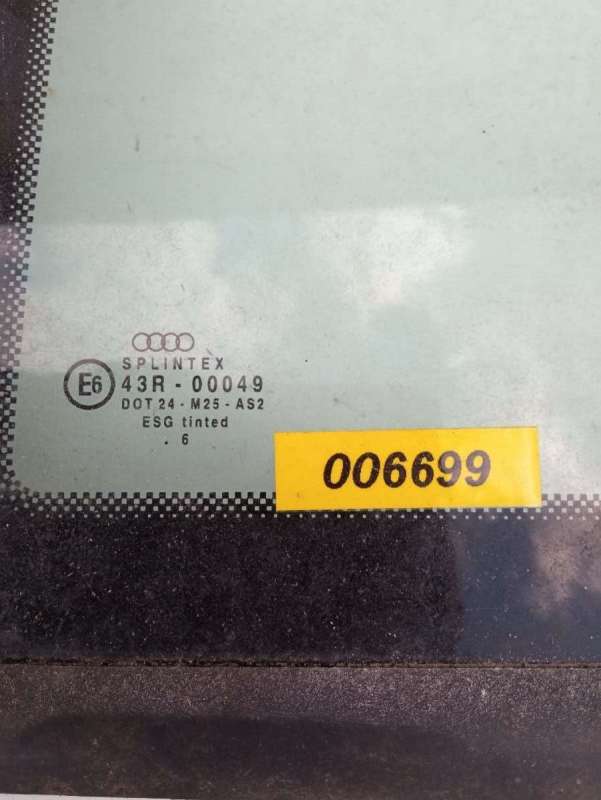 SPLINTEX
E6 43R - 00049
DOT 24 - M25 - AS2
ESG tinted
. 6
006699